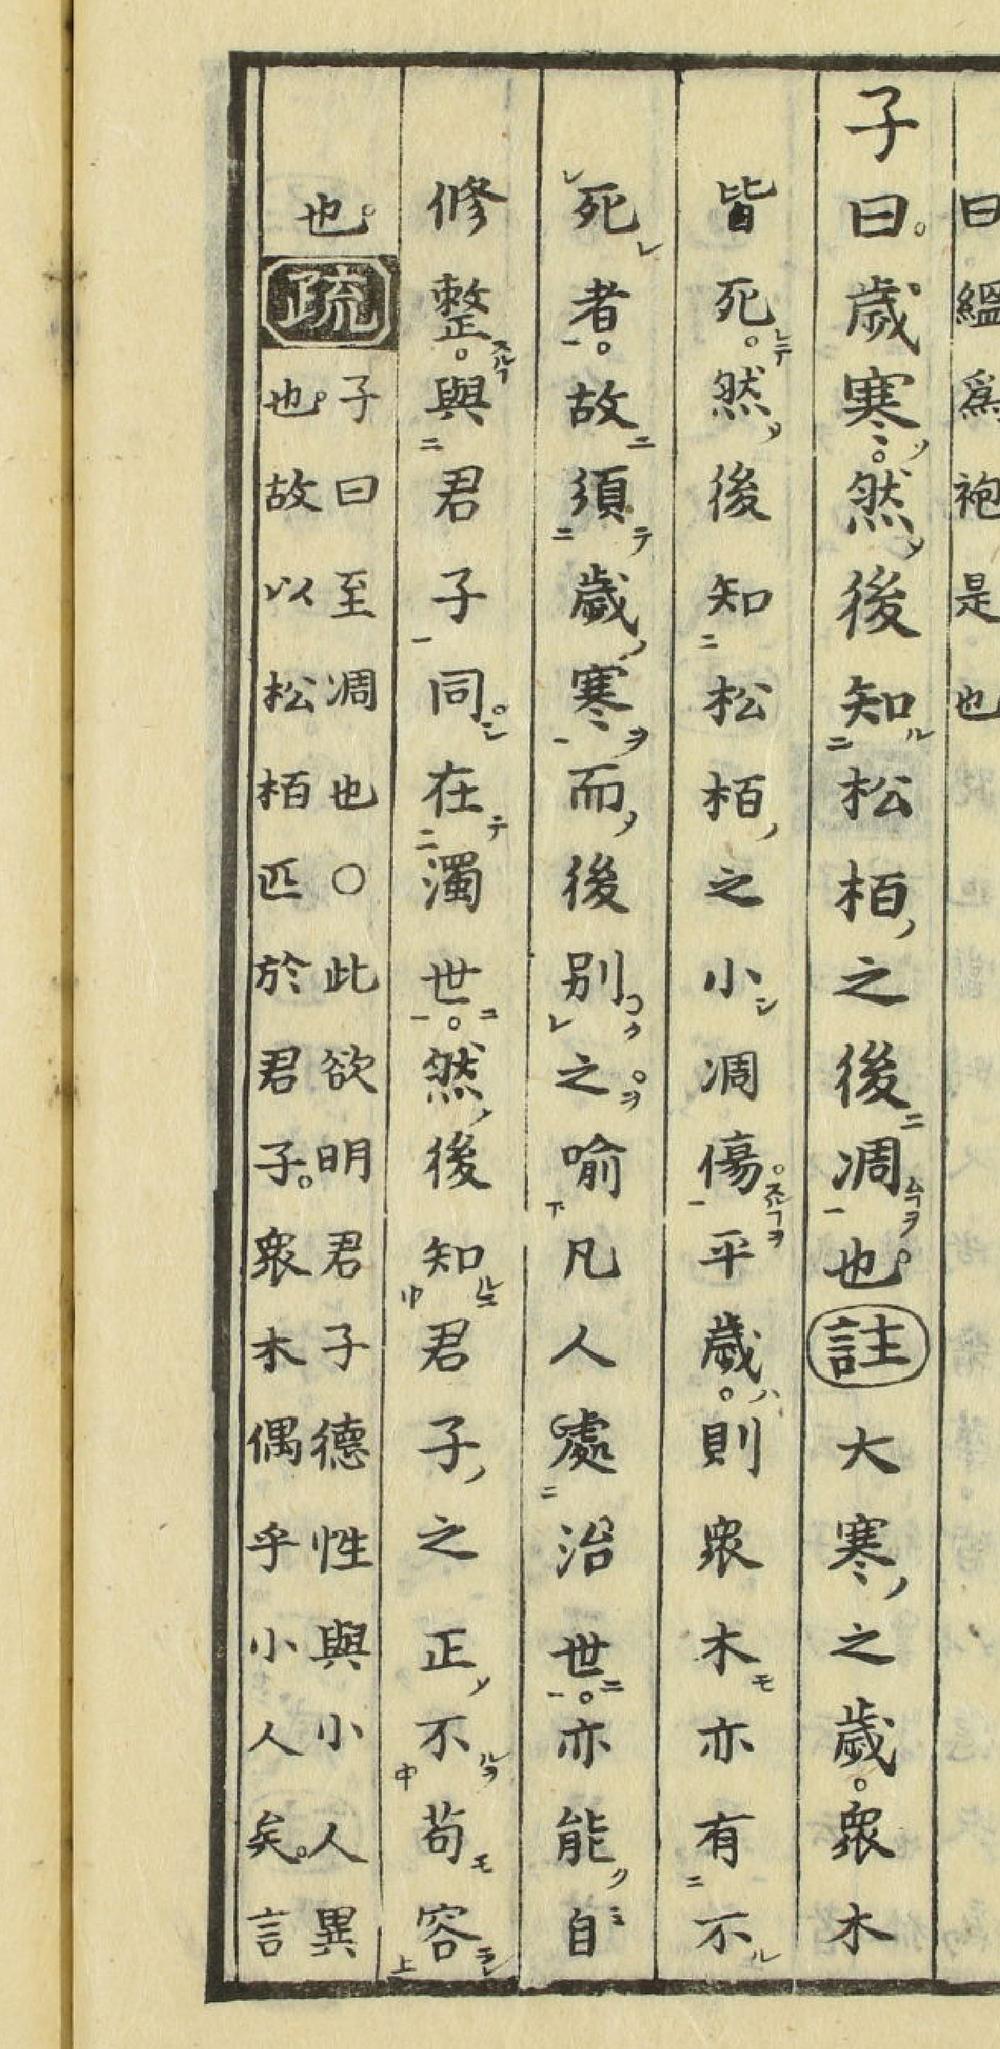 曰縕爲袍是也
子曰歲寒然後知松栢之後凋也註大寒之歲衆木
皆死然後知松栢之小凋傷平歲則衆木亦有不
死者故須歲寒而後別之喻凡人處治世亦能自
修整與君子同在濁世然後知君子之正不苟容
也疏
子曰至凋也○此欲明君子德性與小人異
也故以松栢匹於君子衆木偶乎小人矣言